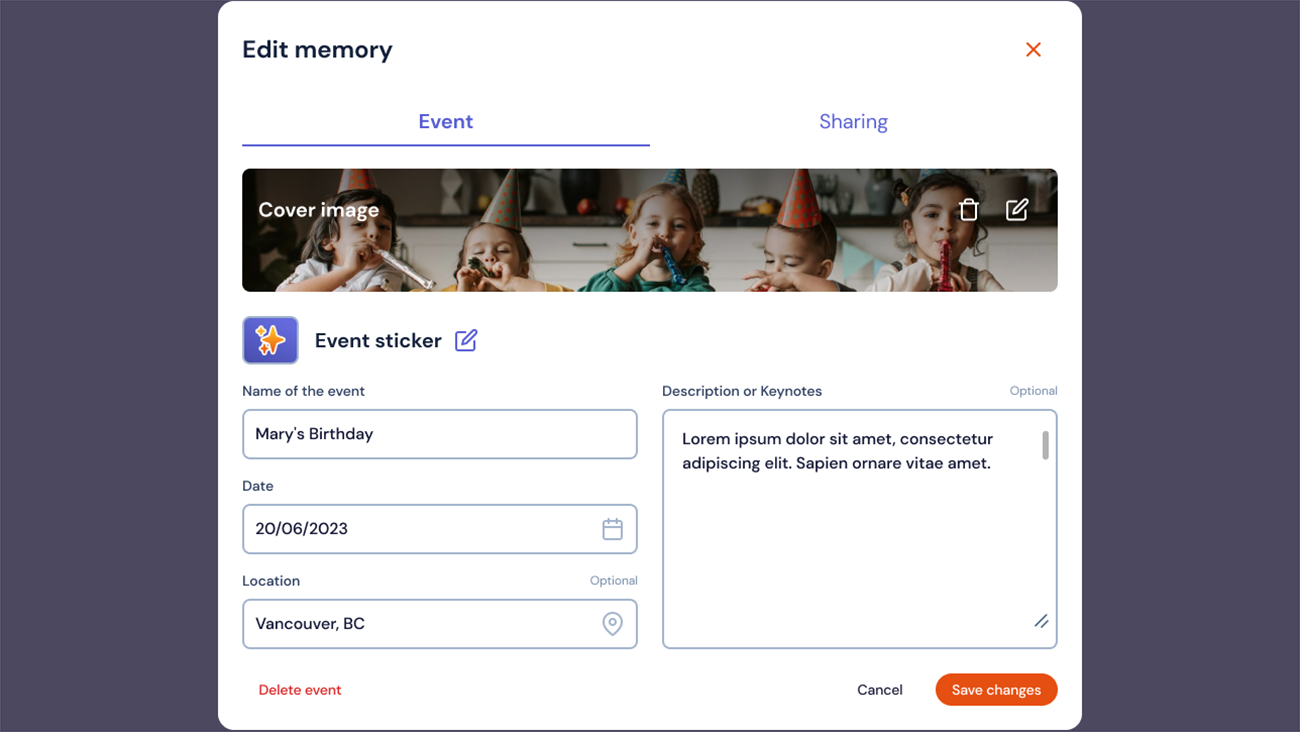 Edit memory
Event
Sharing
Cover image
Event sticker
Name of the event
Mary's Birthday
Date
20/06/2023
Location
Optional
Vancouver, BC
Description or Keynotes
Optional
Lorem ipsum dolor sit amet, consectetur
adipiscing elit. Sapien ornare vitae amet.
Delete event
Cancel
Save changes